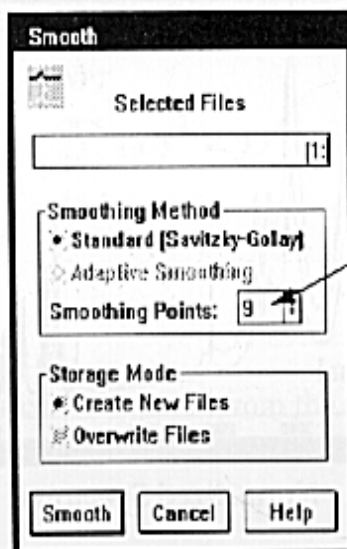 Smooth
Selected Files
[1:
Smoothing Method
Standard (Savitzky-Golay)
Adaptive Smoothing
Smoothing Points: 9
Storage Mode
Create New Files
Overwrite Files
Smooth Cancel Help